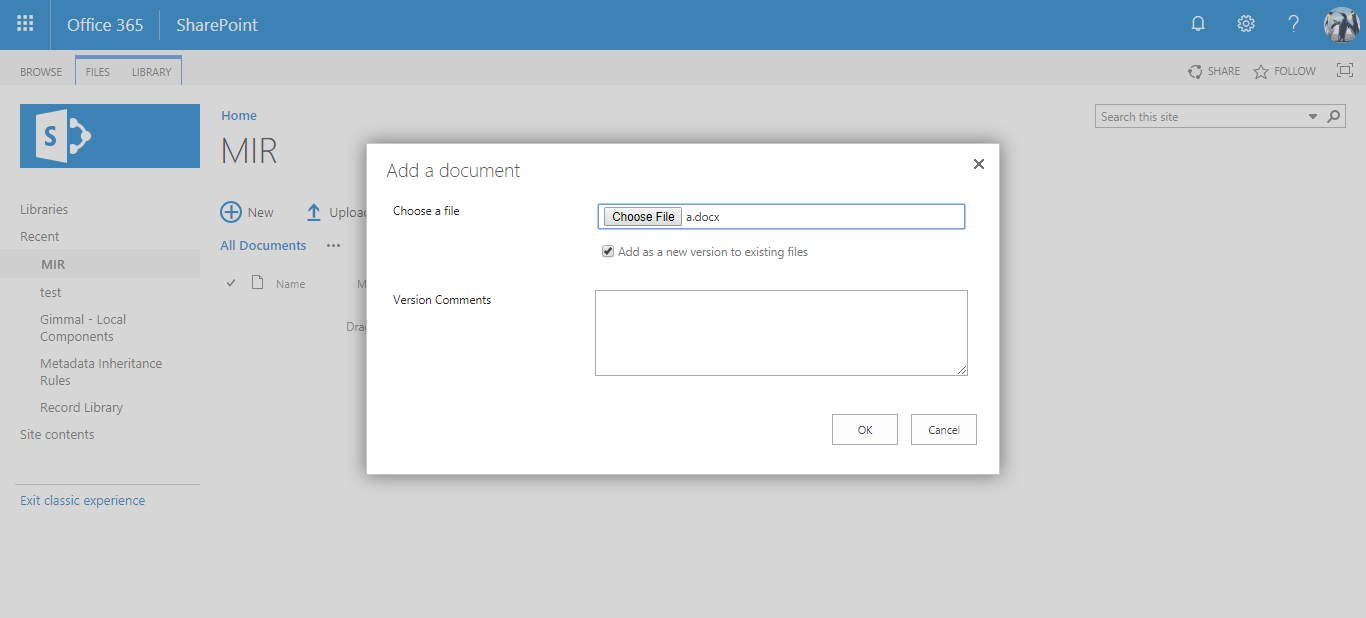 Office 365
SharePoint
BROWSE
FILES
LIBRARY
SHARE
FOLLOW
S
Home
MIR
Search this site
Libraries
Recent
MIR
test
Gimmal - Local
Components
Metadata Inheritance
Rules
Record Library
Site contents
Exit classic experience
New
Uploa
All Documents
Name
M
Dra
Add a document
Choose a file
Choose File a.docx
Add as a new version to existing files
Version Comments
OK
Cancel